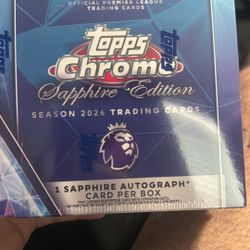 OFFICIAL PREMIER LEAGUE
TRADING CARDS
Topps
Chrome
Sapphire Edition
SEASON 2026 TRADING CARDS
1 SAPPHIRE AUTOGRAPH*
CARD PER BOX